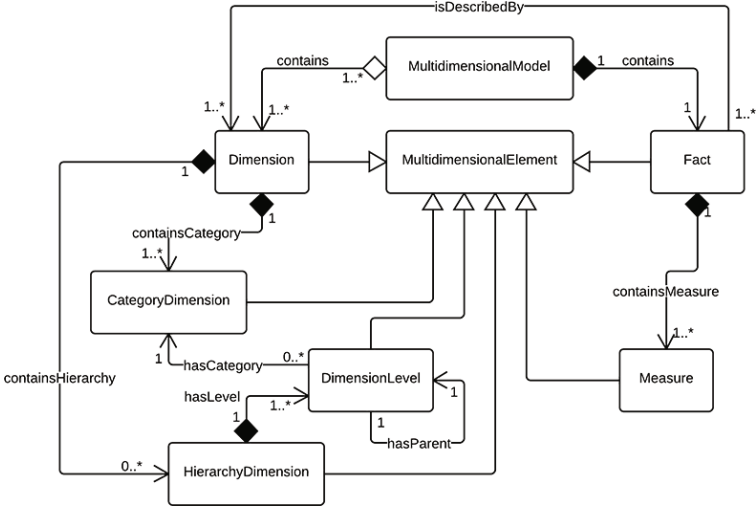 isDescribedBy
contains
MultidimensionalModel
1
contains
1..*
1..*
1..*
1
1..*
Dimension
MultidimensionalElement
Fact
1
1
1
containsCategory
1..*
CategoryDimension
containsMeasure
1..*
1
hasCategory
0..*
containsHierarchy
DimensionLevel
Measure
hasLevel
1..*
1
1
1
hasParent
0..*
HierarchyDimension